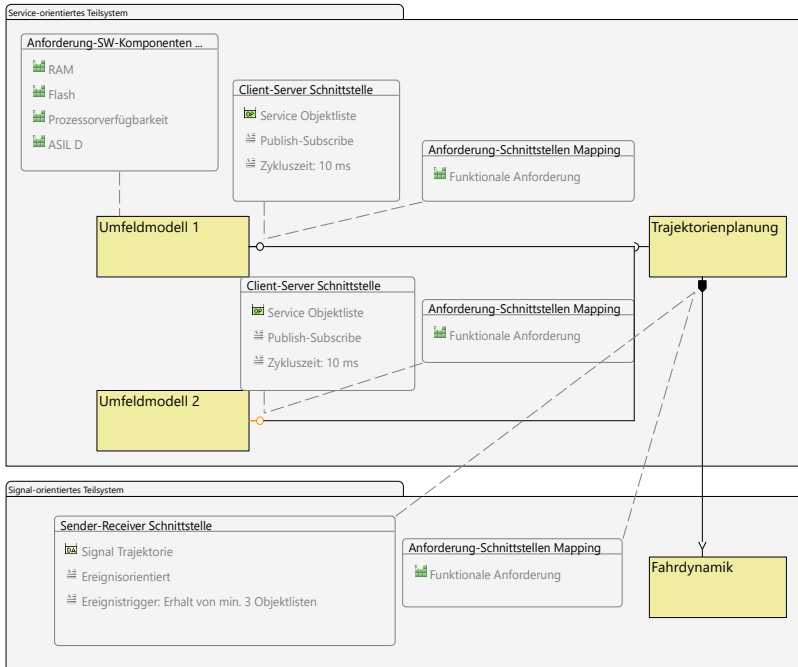 Service-orientiertes Teilsystem
Anforderung-SW-Komponenten ...
RAM
Flash
Prozessorverfügbarkeit
ASIL D
Client-Server Schnittstelle
OP Service Objektliste
Publish-Subscribe
Zykluszeit: 10 ms
Anforderung-Schnittstellen Mapping
Funktionale Anforderung
Umfeldmodell 1
Trajektorienplanung
Client-Server Schnittstelle
OP Service Objektliste
Publish-Subscribe
Zykluszeit: 10 ms
Anforderung-Schnittstellen Mapping
Funktionale Anforderung
Umfeldmodell 2
Signal-orientiertes Teilsystem
Sender-Receiver Schnittstelle
DA Signal Trajektorie
Ereignisorientiert
Ereignistrigger: Erhalt von min. 3 Objektlisten
Anforderung-Schnittstellen Mapping
Funktionale Anforderung
Fahrdynamik